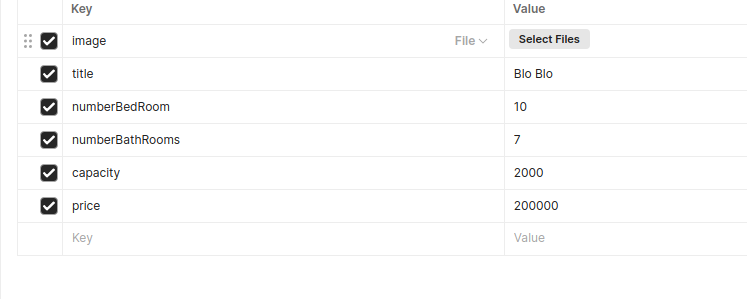 Key Value
image File Select Files
title Blo Blo
numberBedRoom 10
numberBathRooms 7
capacity 2000
price 200000
Key Value